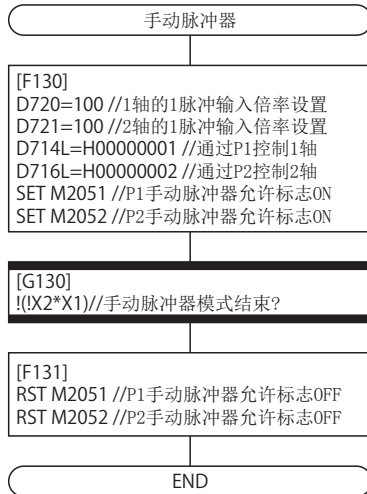 手动脉冲器
[F130]
D720=100 //1轴的1脉冲输入倍率设置
D721=100 //2轴的1脉冲输入倍率设置
D714L=H00000001 //通过P1控制1轴
D716L=H00000002 //通过P2控制2轴
SET M2051 //P1手动脉冲器允许标志ON
SET M2052 //P2手动脉冲器允许标志ON
[G130]
!(!X2*X1)//手动脉冲器模式结束?
[F131]
RST M2051 //P1手动脉冲器允许标志OFF
RST M2052 //P2手动脉冲器允许标志OFF
END